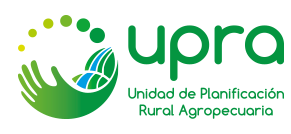 upra
Unidad de Planificación
Rural Agropecuaria